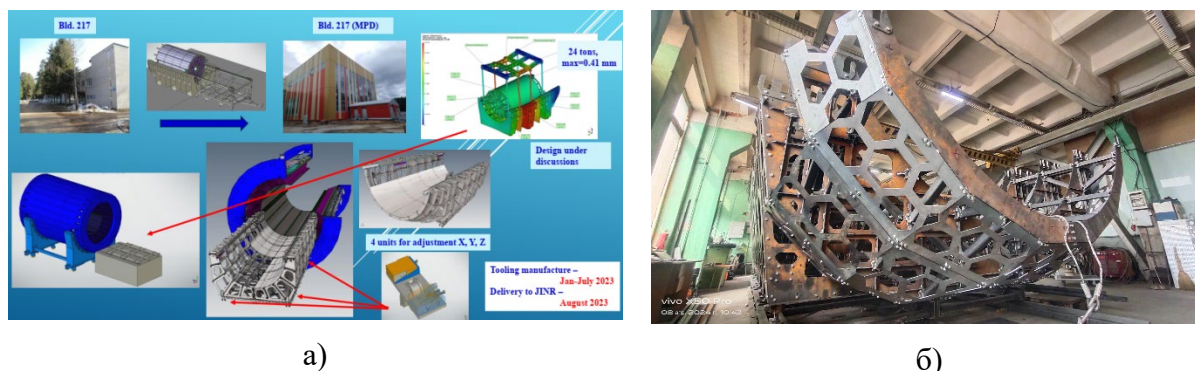 Bld. 217
Bld. 217 (MPD)
24 tons,
max=0.41 mm
Design under
discussions
4 units for adjustment X, Y, Z
Tooling manufacture –
Jan-July 2023
Delivery to JINR –
August 2023
vivo X50 Pro
а)
б)